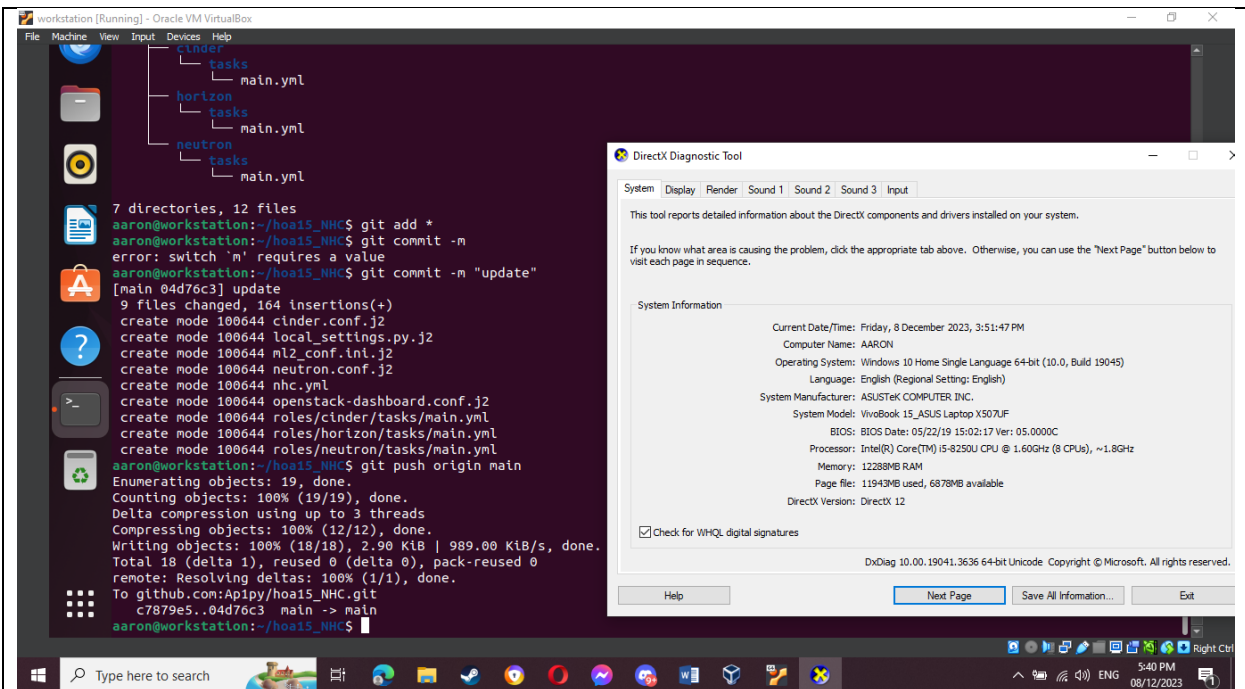 workstation [Running] - Oracle VM VirtualBox
File Machine View Input Devices Help
cinder
└── tasks
└── main.yml
├── horizon
└── tasks
└── main.yml
└── neutron
└── tasks
└── main.yml
7 directories, 12 files
aaron@workstation:~/hoa15_NHC$ git add *
aaron@workstation:~/hoa15_NHC$ git commit -m
error: switch `m' requires a value
aaron@workstation:~/hoa15_NHC$ git commit -m "update"
[main 04d76c3] update
9 files changed, 164 insertions(+)
create mode 100644 cinder.conf.j2
create mode 100644 local_settings.py.j2
create mode 100644 ml2_conf.ini.j2
create mode 100644 neutron.conf.j2
create mode 100644 nhc.yml
create mode 100644 openstack-dashboard.conf.j2
create mode 100644 roles/cinder/tasks/main.yml
create mode 100644 roles/horizon/tasks/main.yml
create mode 100644 roles/neutron/tasks/main.yml
aaron@workstation:~/hoa15_NHC$ git push origin main
Enumerating objects: 19, done.
Counting objects: 100% (19/19), done.
Delta compression using up to 3 threads
Compressing objects: 100% (12/12), done.
Writing objects: 100% (18/18), 2.90 KiB | 989.00 KiB/s, done.
Total 18 (delta 1), reused 0 (delta 0), pack-reused 0
remote: Resolving deltas: 100% (1/1), done.
To github.com:Ap1py/hoa15_NHC.git
c7879e5..04d76c3 main -> main
aaron@workstation:~/hoa15_NHC$
DirectX Diagnostic Tool
System Display Render Sound 1 Sound 2 Sound 3 Input
This tool reports detailed information about the DirectX components and drivers installed on your system.
If you know what area is causing the problem, click the appropriate tab above. Otherwise, you can use the "Next Page" button below to
visit each page in sequence.
System Information
Current Date/Time: Friday, 8 December 2023, 3:51:47 PM
Computer Name: AARON
Operating System: Windows 10 Home Single Language 64-bit (10.0, Build 19045)
Language: English (Regional Setting: English)
System Manufacturer: ASUSTeK COMPUTER INC.
System Model: VivoBook 15_ASUS Laptop X507UF
BIOS: BIOS Date: 05/22/19 15:02:17 Ver: 05.0000C
Processor: Intel(R) Core(TM) i5-8250U CPU @ 1.60GHz (8 CPUs), ~1.8GHz
Memory: 12288MB RAM
Page file: 11943MB used, 6878MB available
DirectX Version: DirectX 12
Check for WHQL digital signatures
DxDiag 10.00.19041.3636 64-bit Unicode Copyright © Microsoft. All rights reserved.
Help Next Page Save All Information... Exit
Right Ctrl
Type here to search
ENG
5:40 PM
08/12/2023